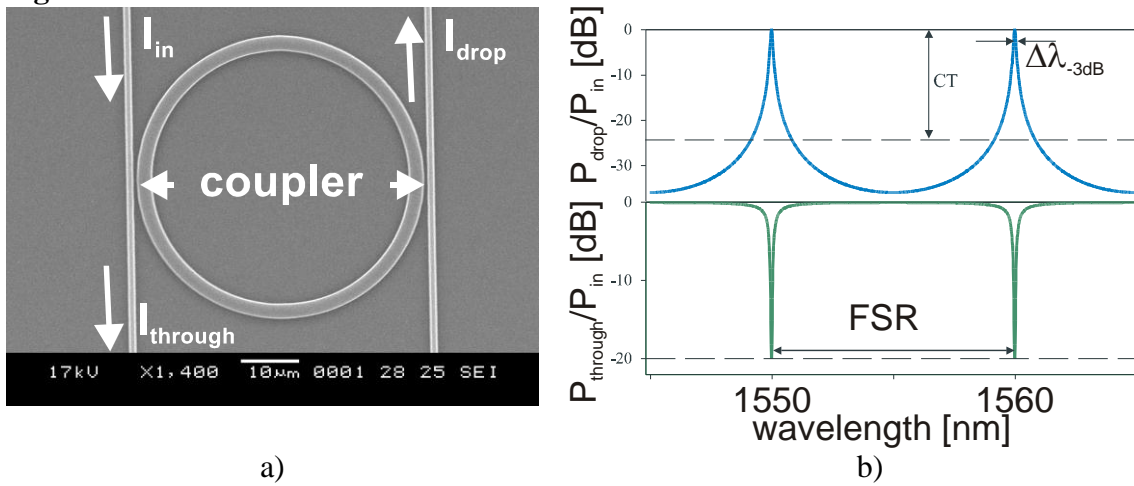 I_in
I_drop
coupler
I_through
17kV X1,400 10μm 0001 28 25 SEI
a)
P_drop/P_in [dB]
0
-10
-20
-30
CT
Δλ_-3dB
P_through/P_in [dB]
0
-10
-20
FSR
1550 1560
wavelength [nm]
b)